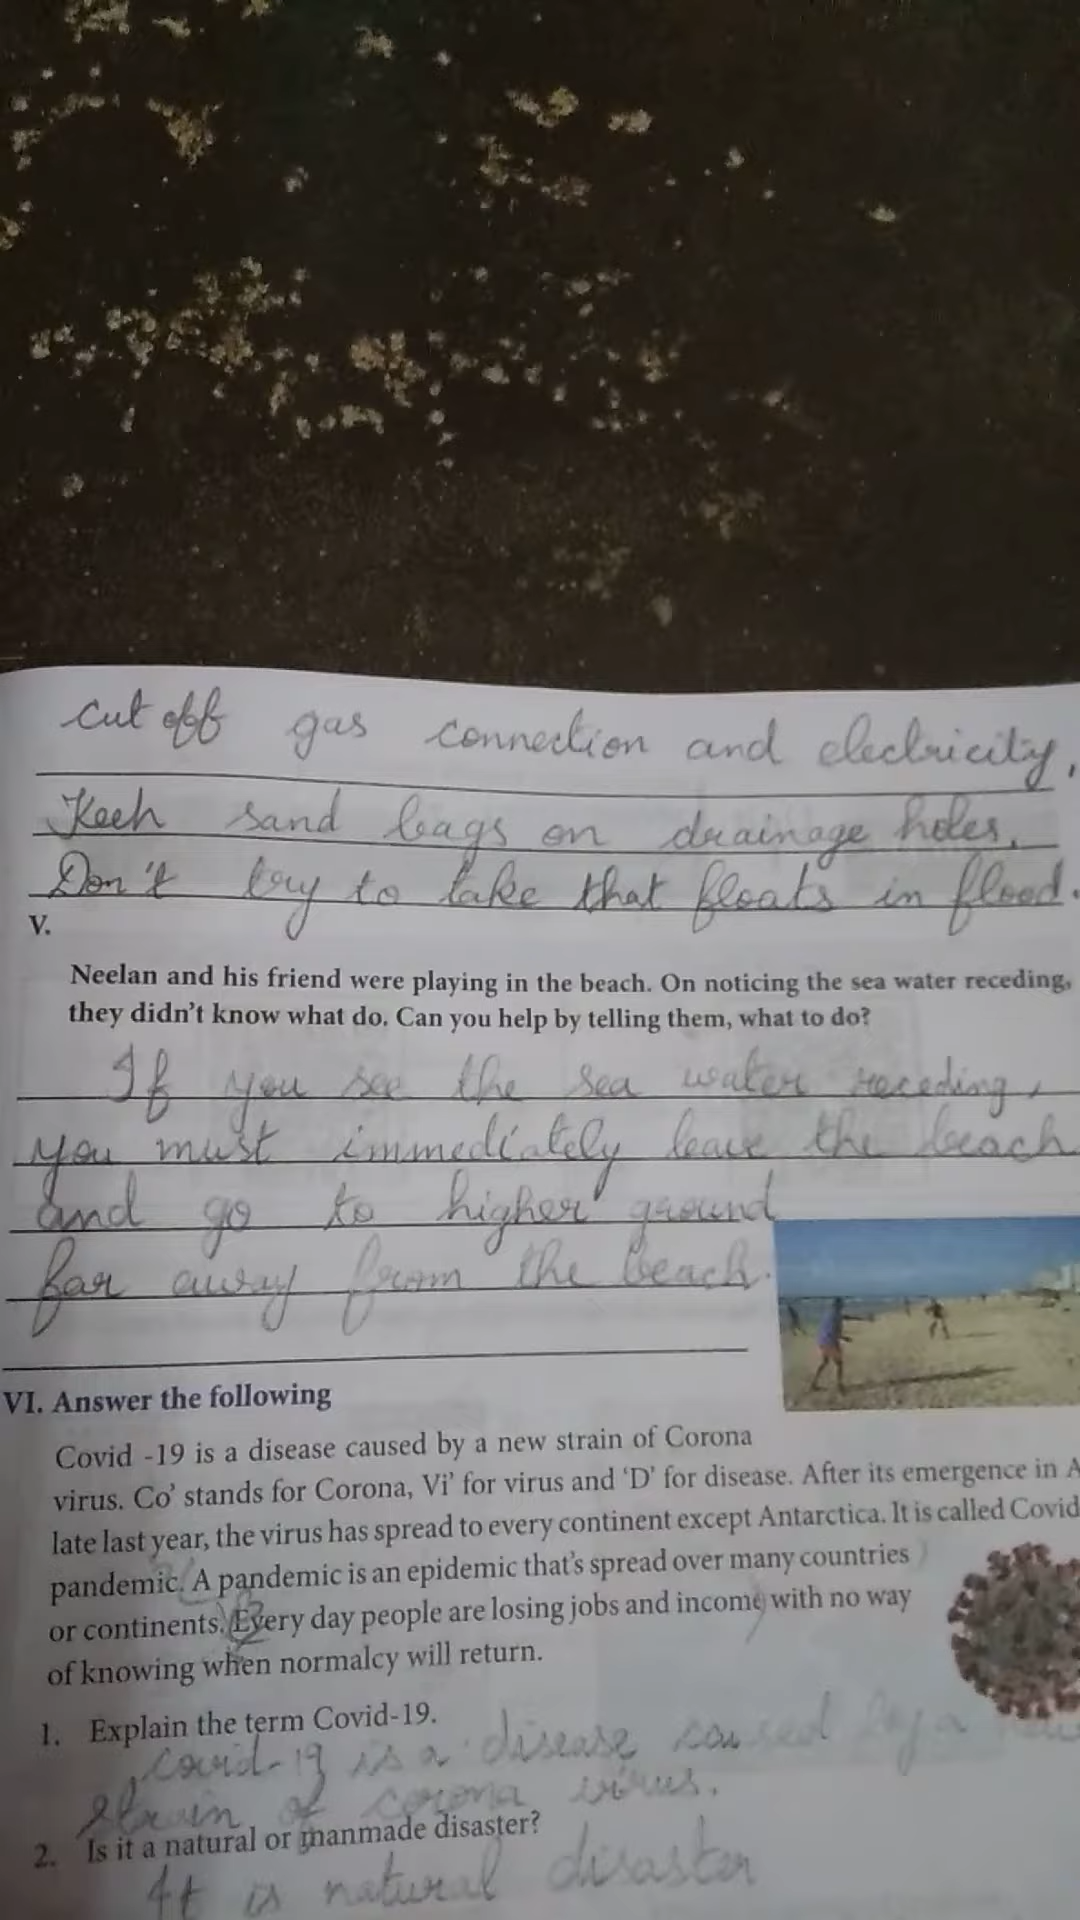 cut off gas connection and electricity,
Keeh sand bags on drainage holes,
Don't try to take that floats in flood.
V.
Neelan and his friend were playing in the beach. On noticing the sea water receding,
they didn't know what do. Can you help by telling them, what to do?
If you see the sea water receding,
you must immediately leave the beach
and go to higher ground
far away from the beach.
VI. Answer the following
Covid -19 is a disease caused by a new strain of Corona
virus. Co' stands for Corona, Vi' for virus and 'D' for disease. After its emergence in A
late last year, the virus has spread to every continent except Antarctica. It is called Covid
pandemic. A pandemic is an epidemic that's spread over many countries
or continents. Every day people are losing jobs and income with no way
of knowing when normalcy will return.
1. Explain the term Covid-19.
covid-19 is a disease caused by a
strain of corona virus.
2. Is it a natural or manmade disaster?
It is natural disaster